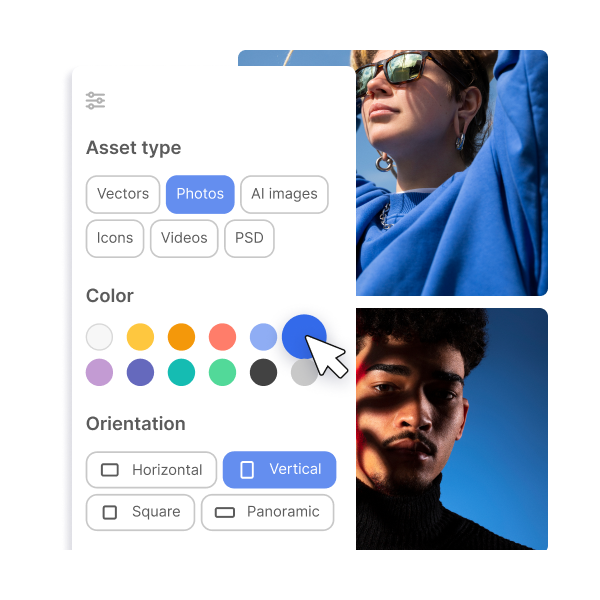 Asset type
Vectors Photos AI images
Icons Videos PSD
Color
Orientation
Horizontal Vertical
Square Panoramic